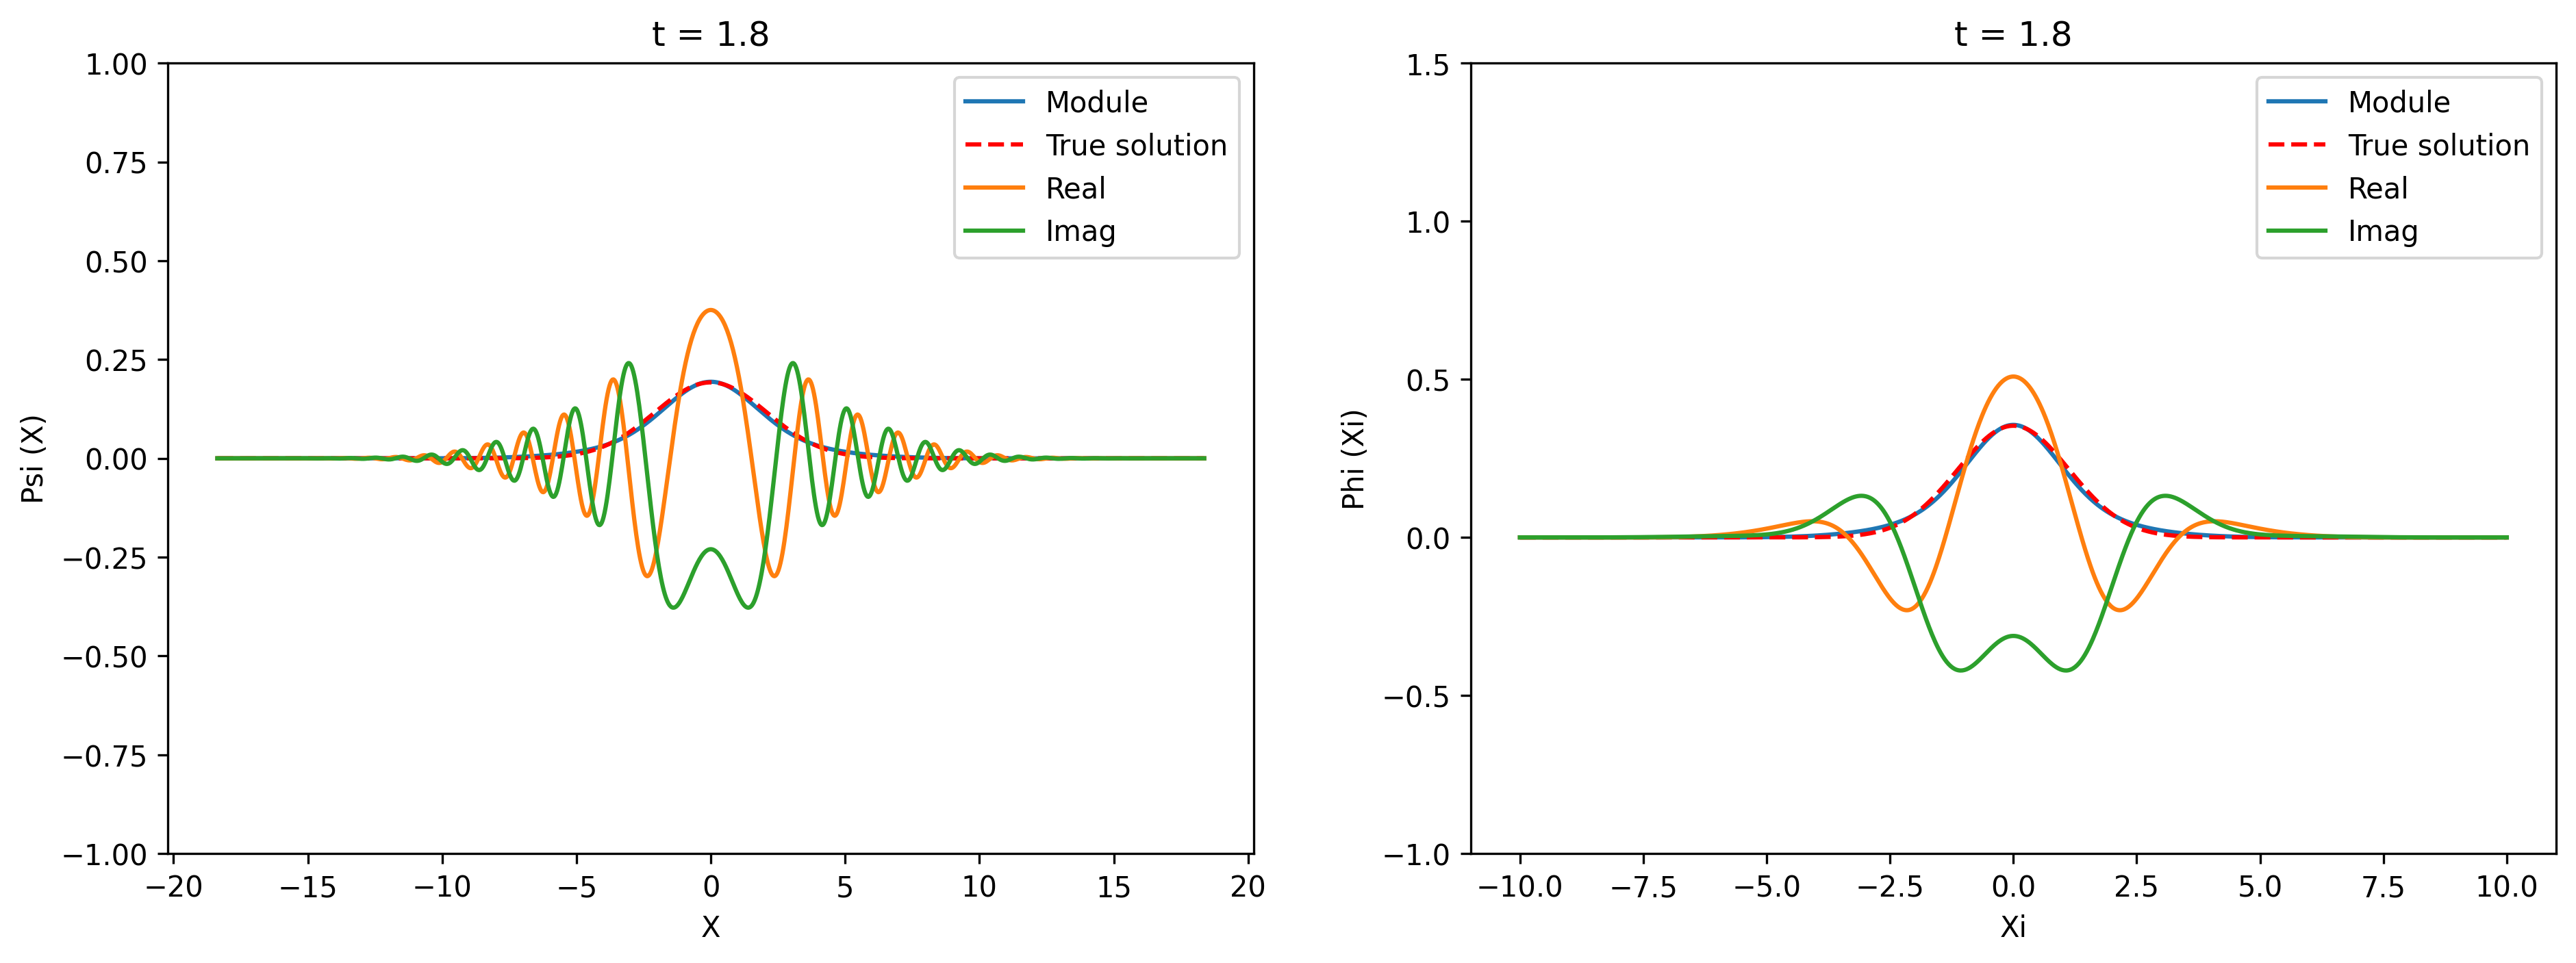 t = 1.8
1.00
0.75
0.50
0.25
0.00
−0.25
−0.50
−0.75
−1.00
Psi (X)
−20 −15 −10 −5 0 5 10 15 20
X
Module
True solution
Real
Imag
t = 1.8
1.5
1.0
0.5
0.0
−0.5
−1.0
Phi (Xi)
−10.0 −7.5 −5.0 −2.5 0.0 2.5 5.0 7.5 10.0
Xi
Module
True solution
Real
Imag